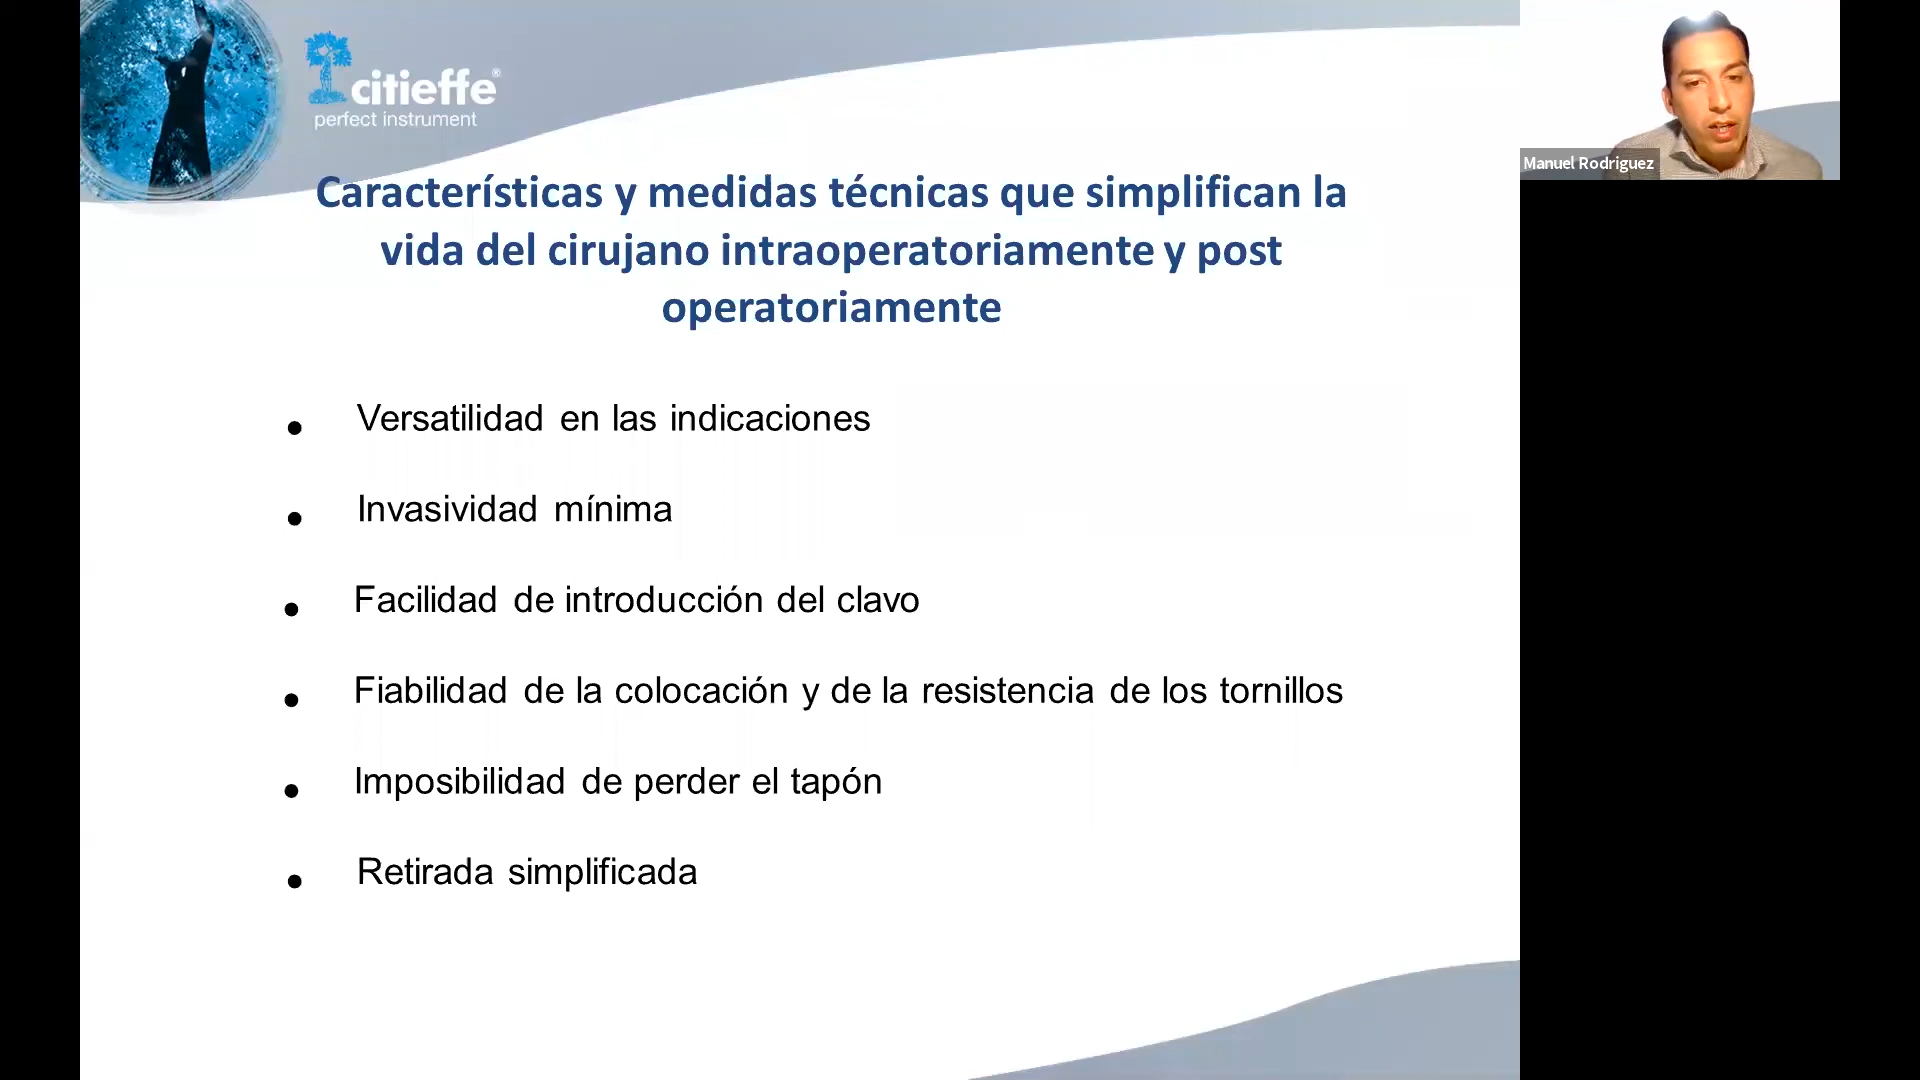 citieffe®
perfect instrument
Manuel Rodriguez
Características y medidas técnicas que simplifican la
vida del cirujano intraoperatoriamente y post
operatoriamente
• Versatilidad en las indicaciones
• Invasividad mínima
• Facilidad de introducción del clavo
• Fiabilidad de la colocación y de la resistencia de los tornillos
• Imposibilidad de perder el tapón
• Retirada simplificada